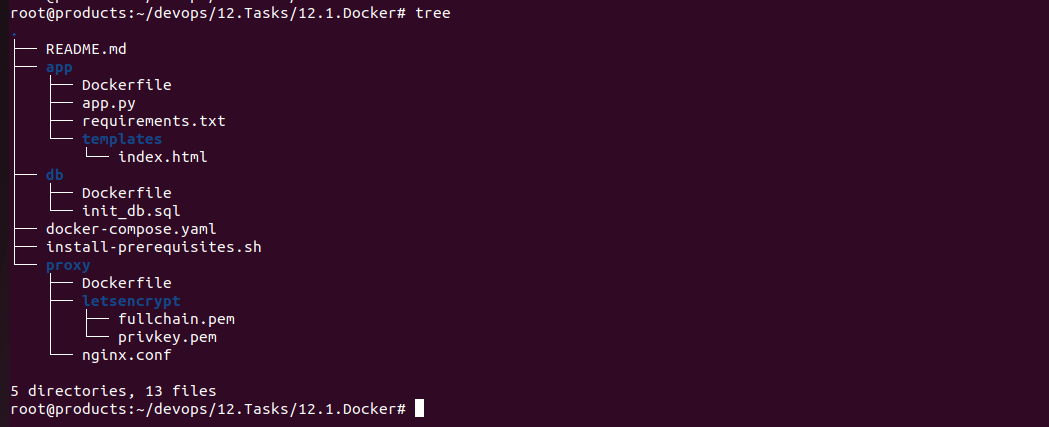 root@products:~/devops/12.Tasks/12.1.Docker# tree
.
├── README.md
├── app
│   ├── Dockerfile
│   ├── app.py
│   ├── requirements.txt
│   └── templates
│       └── index.html
├── db
│   ├── Dockerfile
│   └── init_db.sql
├── docker-compose.yaml
├── install-prerequisites.sh
└── proxy
    ├── Dockerfile
    ├── letsencrypt
    │   ├── fullchain.pem
    │   └── privkey.pem
    └── nginx.conf

5 directories, 13 files
root@products:~/devops/12.Tasks/12.1.Docker#